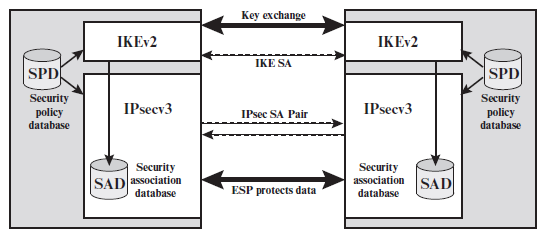 Key exchange
IKEv2
IKEv2
SPD
IKE SA
SPD
Security
policy
database
Security
policy
database
IPsecv3
IPsec SA Pair
IPsecv3
SAD
Security
association
database
ESP protects data
Security
association
database
SAD